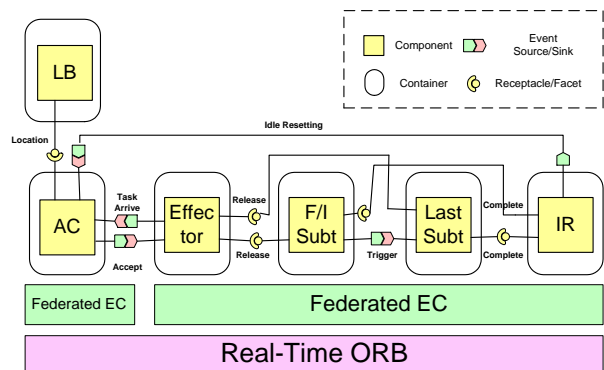 LB
Component
Event
Source/Sink
Container
Receptacle/Facet
Location
Idle Resetting
AC
Task
Arrive
Accept
Effec
tor
Release
Release
F/I
Subt
Trigger
Last
Subt
Complete
Complete
IR
Federated EC
Federated EC
Real-Time ORB